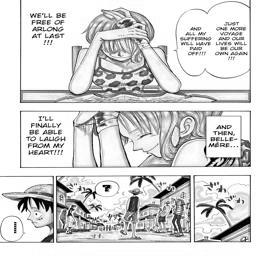 JUST
ONE MORE
VOYAGE
AND OUR
LIVES WILL
BE OUR
OWN AGAIN
!!!
AND
ALL MY
SUFFERING
WILL HAVE
PAID
OFF!!!
WE'LL BE
FREE OF
ARLONG
AT LAST
!!!
AND
THEN,
BELLE-
MÈRE...
I'LL
FINALLY
BE ABLE
TO LAUGH
FROM MY
HEART!!!
?
!!!!